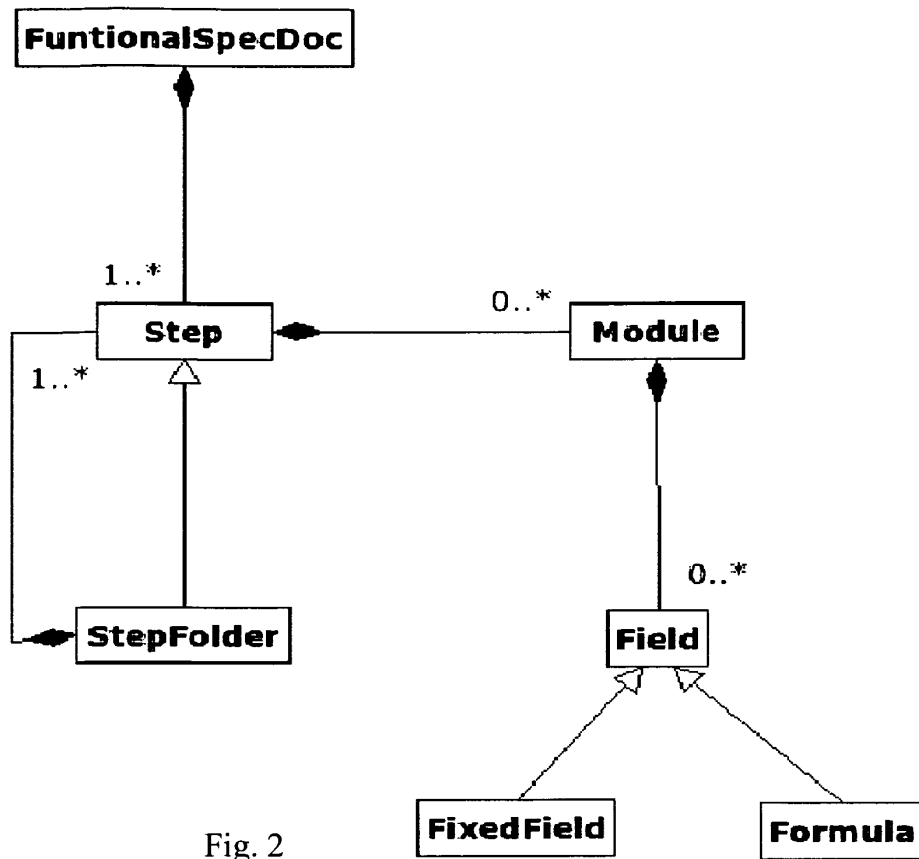 FuntionalSpecDoc
1..*
0..*
Step
Module
1..*
0..*
StepFolder
Field
FixedField
Formula
Fig. 2